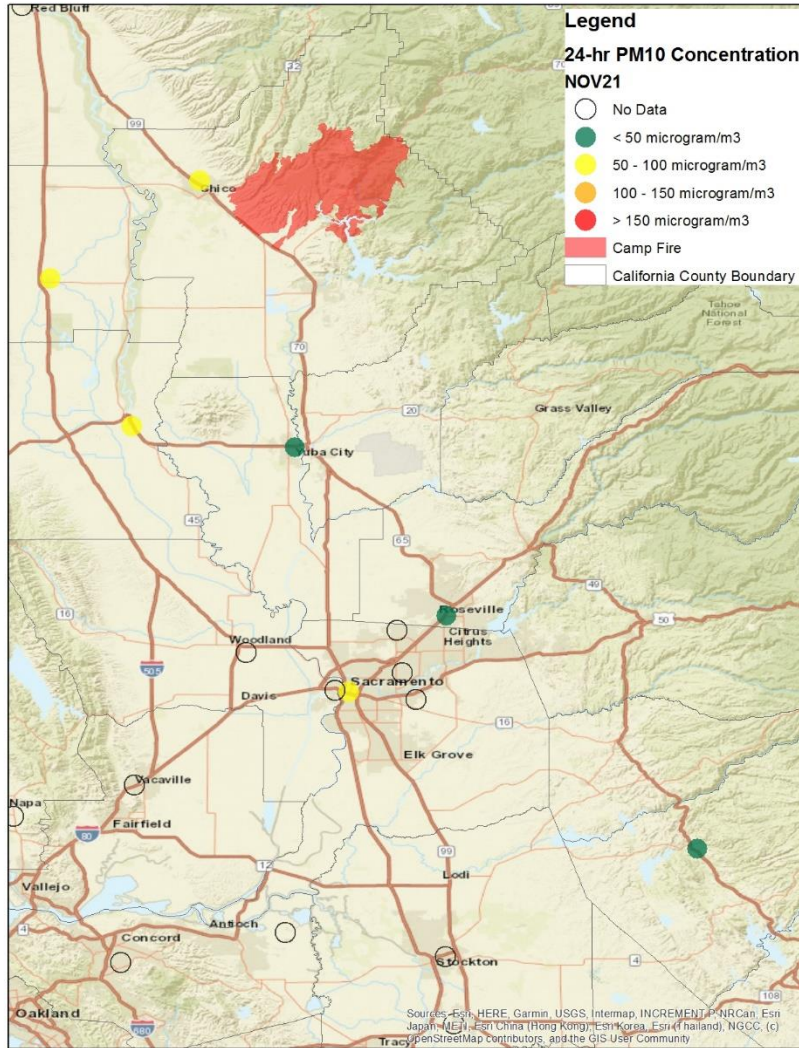 Legend
24-hr PM10 Concentration
NOV21
No Data
< 50 microgram/m3
50 - 100 microgram/m3
100 - 150 microgram/m3
> 150 microgram/m3
Camp Fire
California County Boundary
Red Bluff
32
70
99
Chico
Tahoe
National
Forest
70
20
Grass Valley
Yuba City
45
65
49
16
Roseville
50
Woodland
Citrus
Heights
505
Sacramento
Davis
16
Elk Grove
Vacaville
Napa
Fairfield
80
99
12
Lodi
Vallejo
4
Antioch
Concord
Stockton
4
108
Oakland
680
Tracy
Sources: Esri, HERE, Garmin, USGS, Intermap, INCREMENT P, NRCan, Esri
Japan, METI, Esri China (Hong Kong), Esri Korea, Esri (Thailand), NGCC, (c)
OpenStreetMap contributors, and the GIS User Community